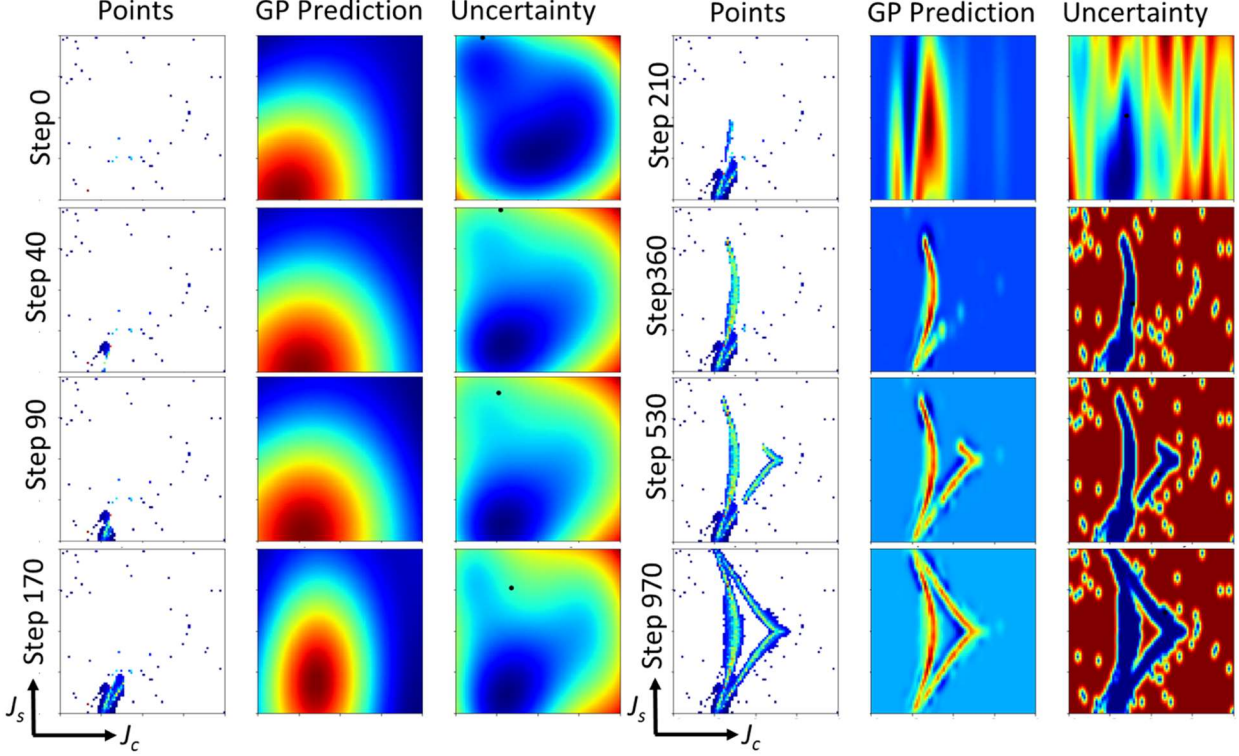 Points GP Prediction Uncertainty Points GP Prediction Uncertainty
Step 0
Step 210
Step 40
Step360
Step 90
Step 530
Step 170
Step 970
Js
Jc
Js
Jc